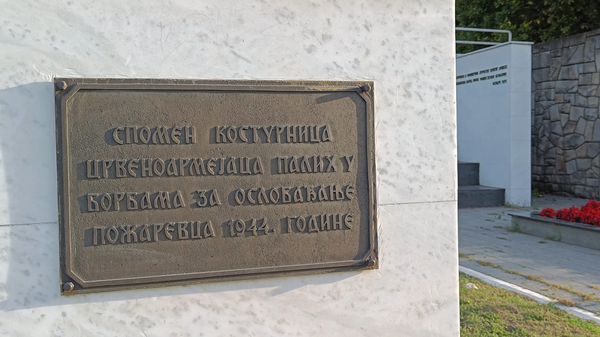 СПОМЕН КОСТУРНИЦА
ЦРВЕНОАРМЕЈАЦА ПАЛИХ У
БОРБАМА ЗА ОСЛОБАЂАЊЕ
ПОЖАРЕВЦА 1944. ГОДИНЕ